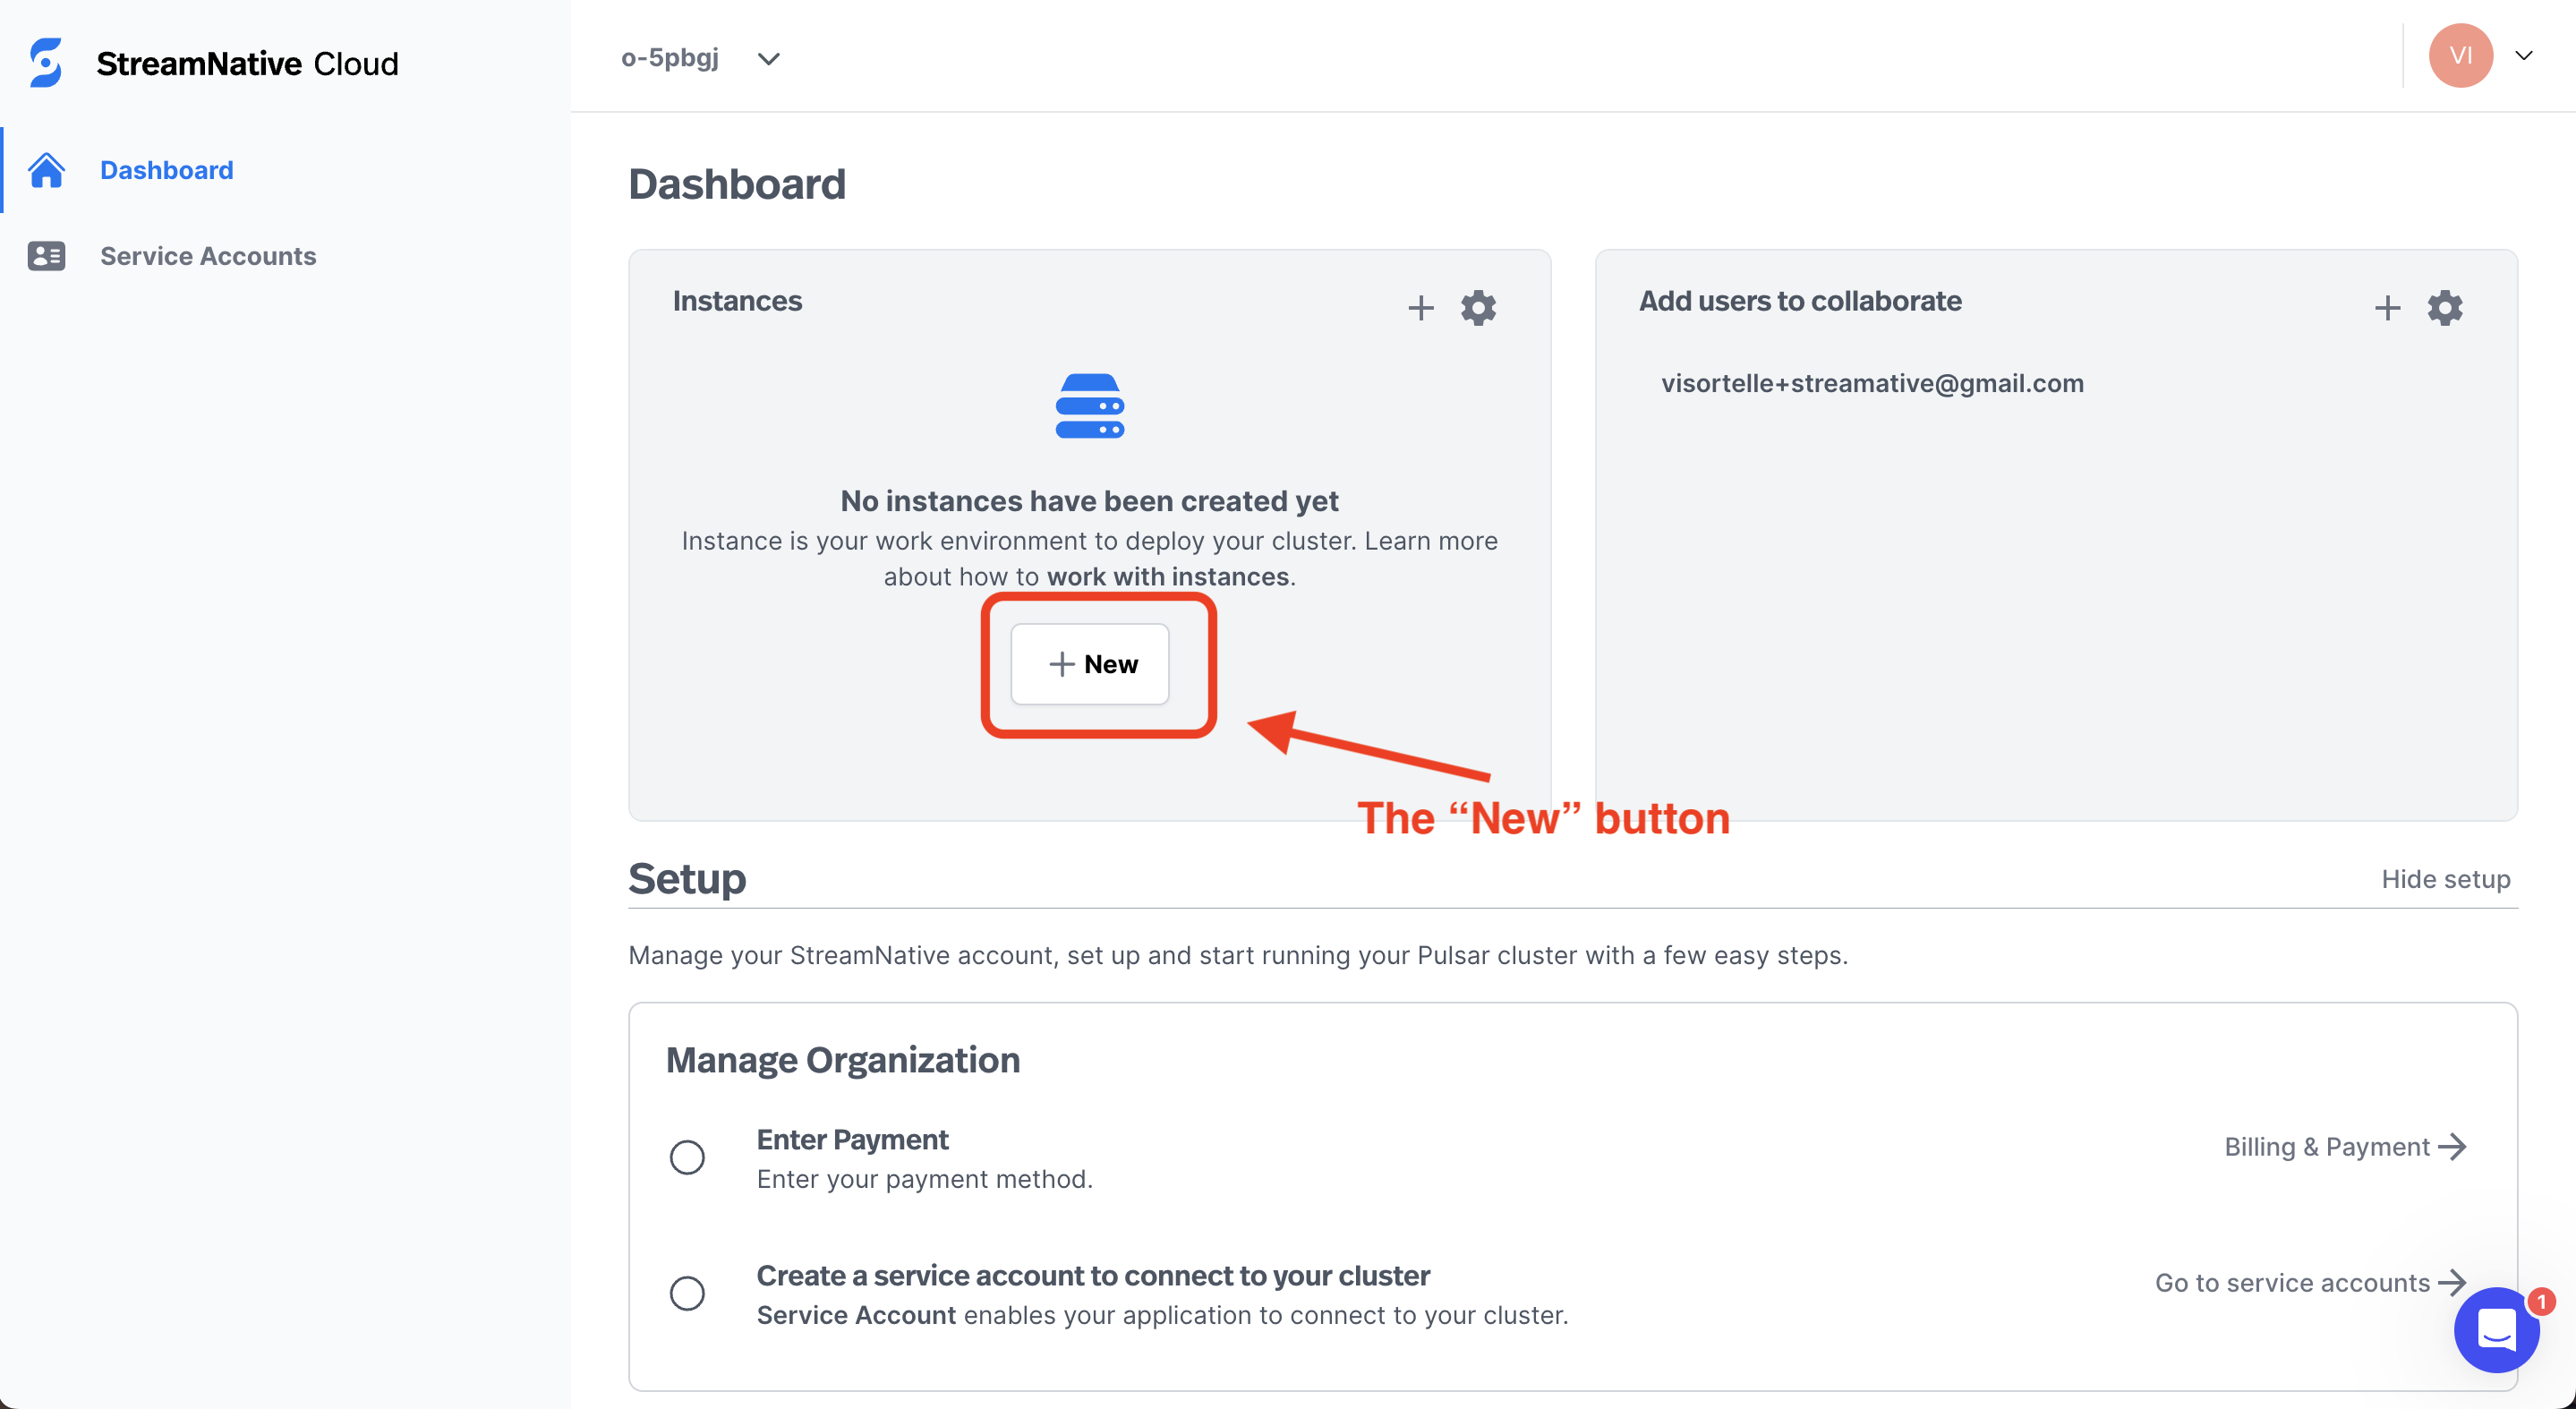 StreamNative Cloud
o-5pbgj
VI
Dashboard
Service Accounts
Dashboard
Instances
No instances have been created yet
Instance is your work environment to deploy your cluster. Learn more
about how to work with instances.
New
The “New” button
Add users to collaborate
visortelle+streamative@gmail.com
Setup
Hide setup
Manage your StreamNative account, set up and start running your Pulsar cluster with a few easy steps.
Manage Organization
Enter Payment
Enter your payment method.
Billing & Payment
Create a service account to connect to your cluster
Service Account enables your application to connect to your cluster.
Go to service accounts
1